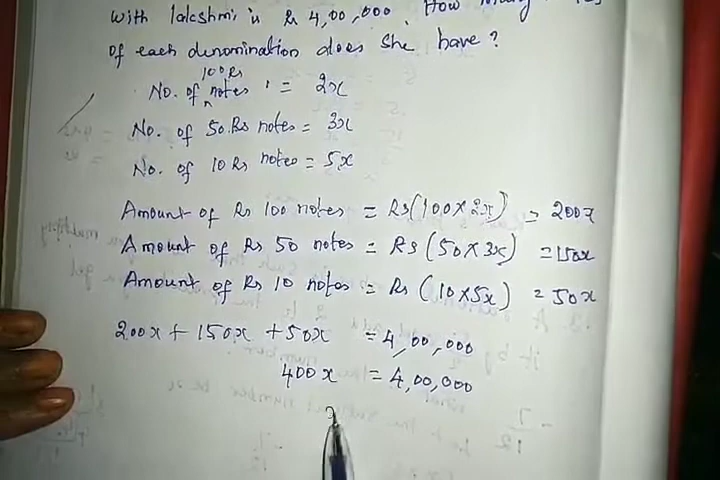 with lakshmi is Rs 4,00,000. How
of each denomination does she have?
100Rs
No. of notes = 2x
No. of 50 Rs notes = 3x
No. of 10 Rs notes = 5x
Amount of Rs 100 notes = Rs (100 X 2x) = 200x
Amount of Rs 50 notes = Rs (50 X 3x) = 150x
Amount of Rs 10 notes = Rs (10 X 5x) = 50x
200x + 150x + 50x = 4,00,000
400x = 4,00,000